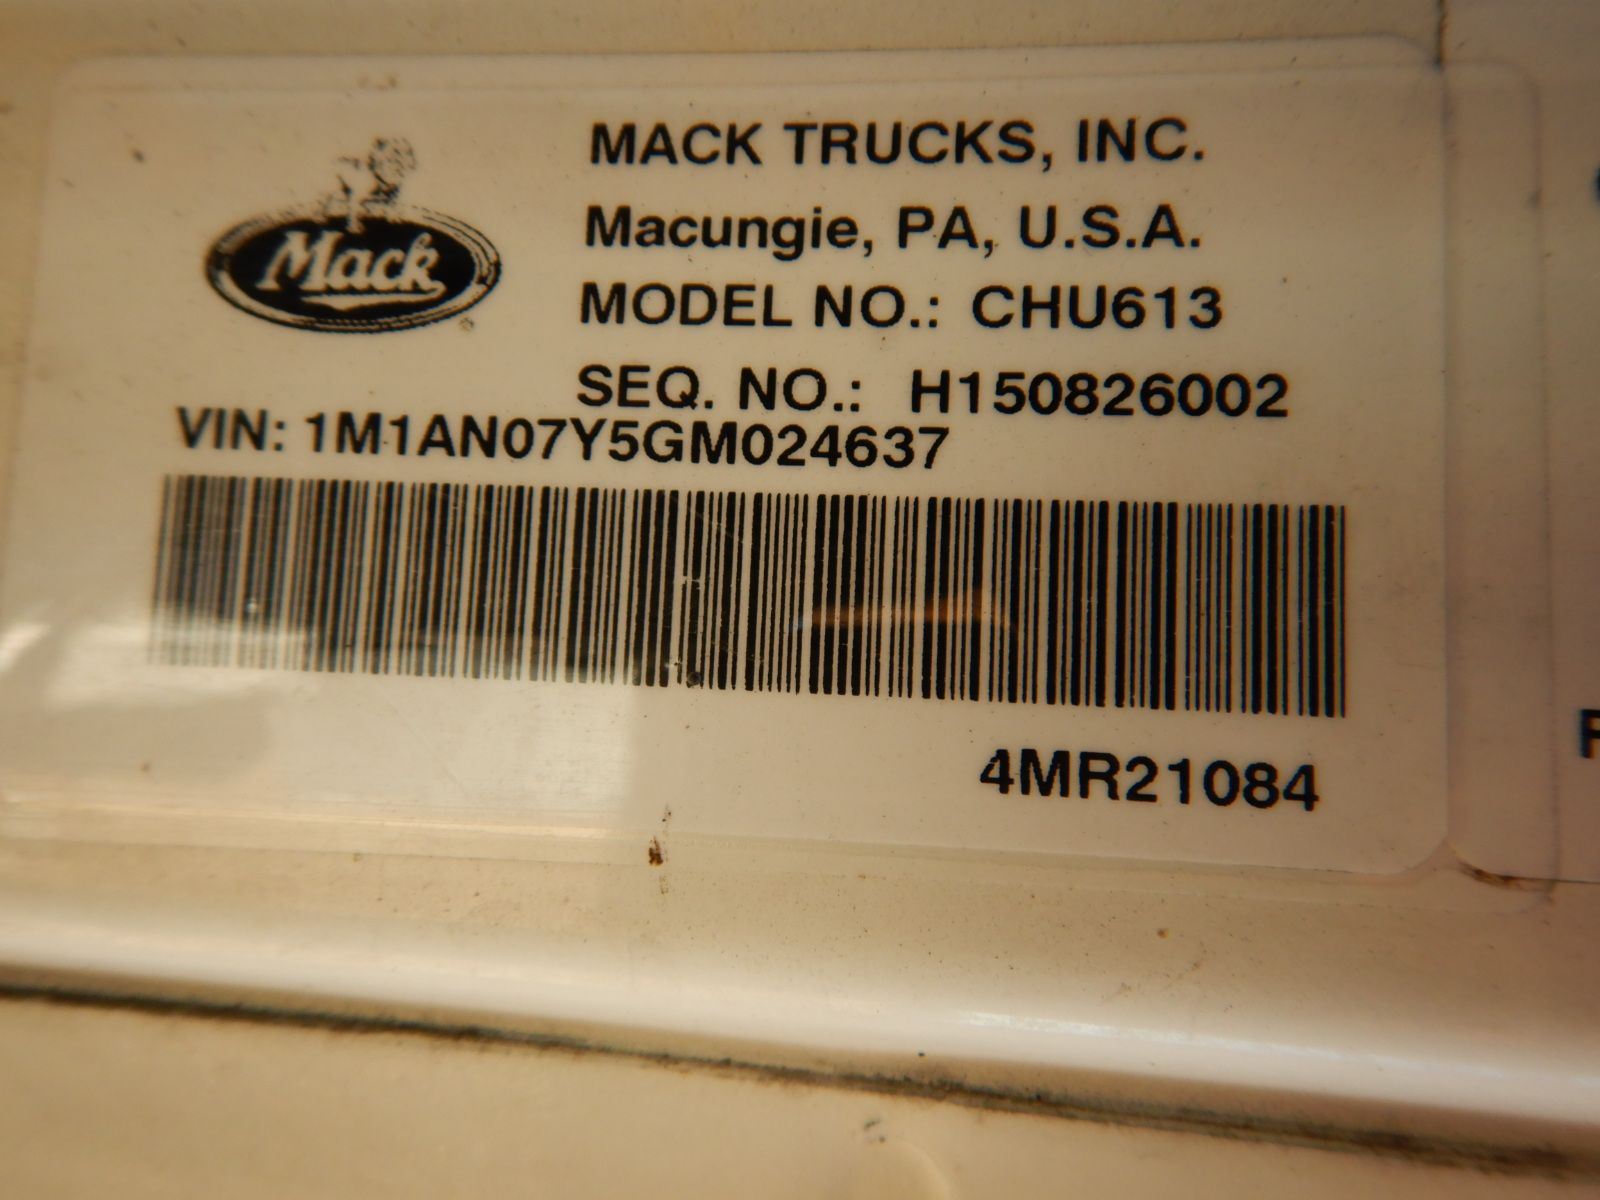 MACK TRUCKS, INC.
Macungie, PA, U.S.A.
Mack
MODEL NO.: CHU613
SEQ. NO.: H150826002
VIN: 1M1AN07Y5GM024637
4MR21084